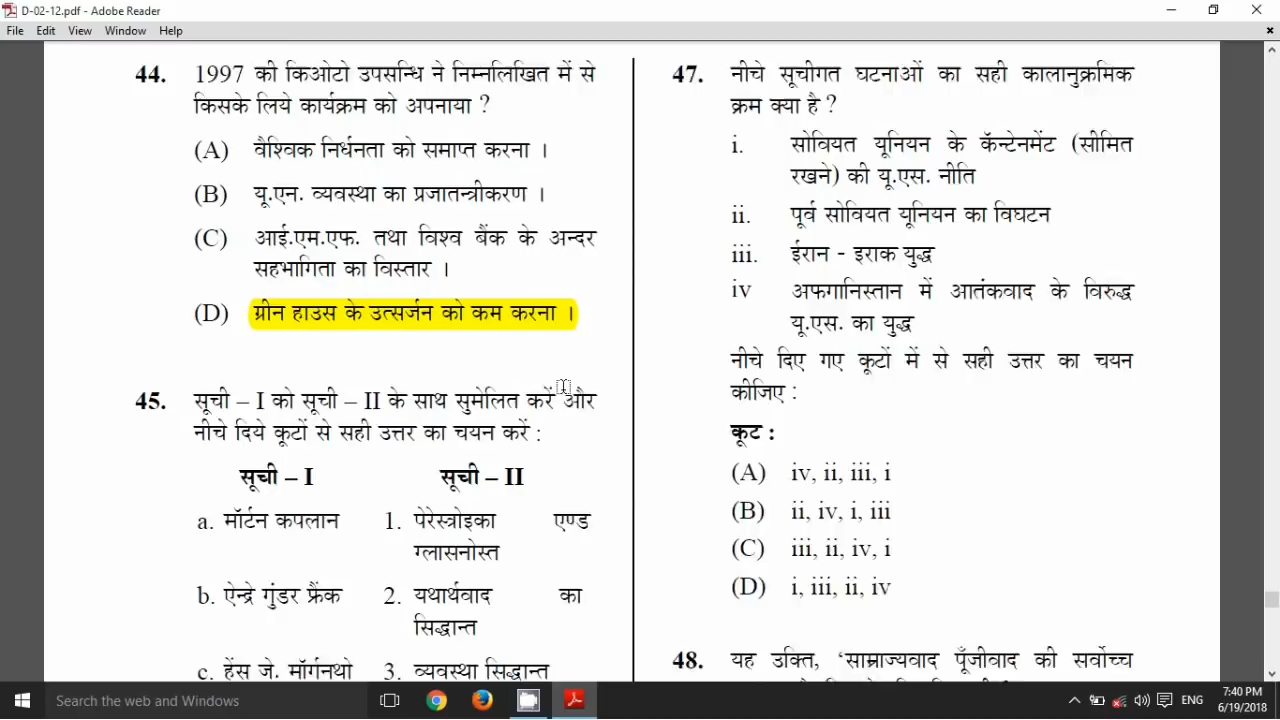 D-02-12.pdf - Adobe Reader
File Edit View Window Help
44. 1997 की किओटो उपसन्धि ने निम्नलिखित में से
किसके लिये कार्यक्रम को अपनाया ?
(A) वैश्विक निर्धनता को समाप्त करना ।
(B) यू.एन. व्यवस्था का प्रजातन्त्रीकरण ।
(C) आई.एम.एफ. तथा विश्व बैंक के अन्दर
सहभागिता का विस्तार ।
(D) ग्रीन हाउस के उत्सर्जन को कम करना ।
45. सूची – I को सूची – II के साथ सुमेलित करें और
नीचे दिये कूटों से सही उत्तर का चयन करें :
सूची – I सूची – II
a. मॉर्टन कपलान 1. पेरेस्त्रोइका एण्ड
ग्लासनोस्त
b. ऐन्द्रे गुंडर फ्रैंक 2. यथार्थवाद का
सिद्धान्त
c. हेंस जे. मॉर्गनथो 3. व्यवस्था सिद्धान्त
47. नीचे सूचीगत घटनाओं का सही कालानुक्रमिक
क्रम क्या है ?
i. सोवियत यूनियन के कॅन्टेनमेंट (सीमित
रखने) की यू.एस. नीति
ii. पूर्व सोवियत यूनियन का विघटन
iii. ईरान - इराक युद्ध
iv अफगानिस्तान में आतंकवाद के विरुद्ध
यू.एस. का युद्ध
नीचे दिए गए कूटों में से सही उत्तर का चयन
कीजिए :
कूट :
(A) iv, ii, iii, i
(B) ii, iv, i, iii
(C) iii, ii, iv, i
(D) i, iii, ii, iv
48. यह उक्ति, ‘साम्राज्यवाद पूँजीवाद की सर्वोच्च
Search the web and Windows
ENG
7:40 PM
6/19/2018